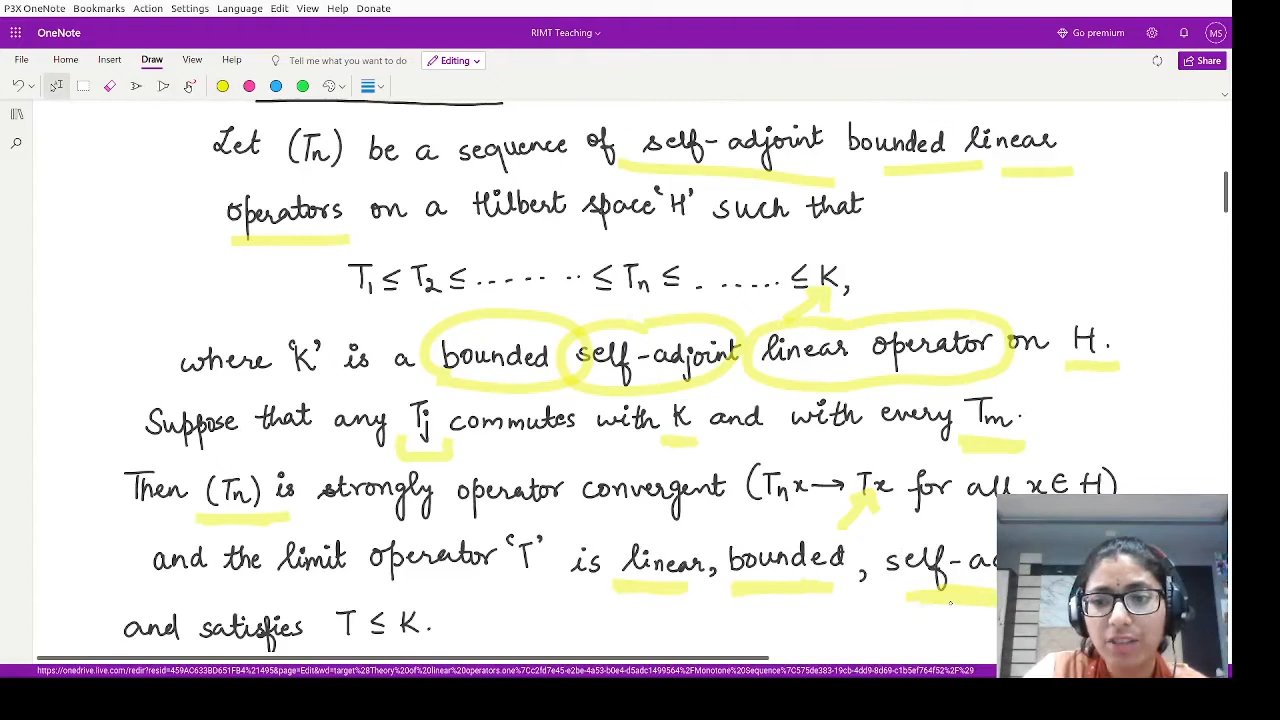 P3X OneNote Bookmarks Action Settings Language Edit View Help Donate
OneNote RIMT Teaching Go premium MS
File Home Insert Draw View Help Tell me what you want to do Editing Share
Let (Tn) be a sequence of self-adjoint bounded linear
operators on a Hilbert space 'H' such that
T₁ ≤ T₂ ≤ ........ ≤ Tn ≤ ....... ≤ K,
where 'K' is a bounded self-adjoint linear operator on H.
Suppose that any Tj commutes with K and with every Tm.
Then (Tn) is strongly operator convergent (Tnx → Tx for all x ∈ H)
and the limit operator 'T' is linear, bounded, self-ad
and satisfies T ≤ K.